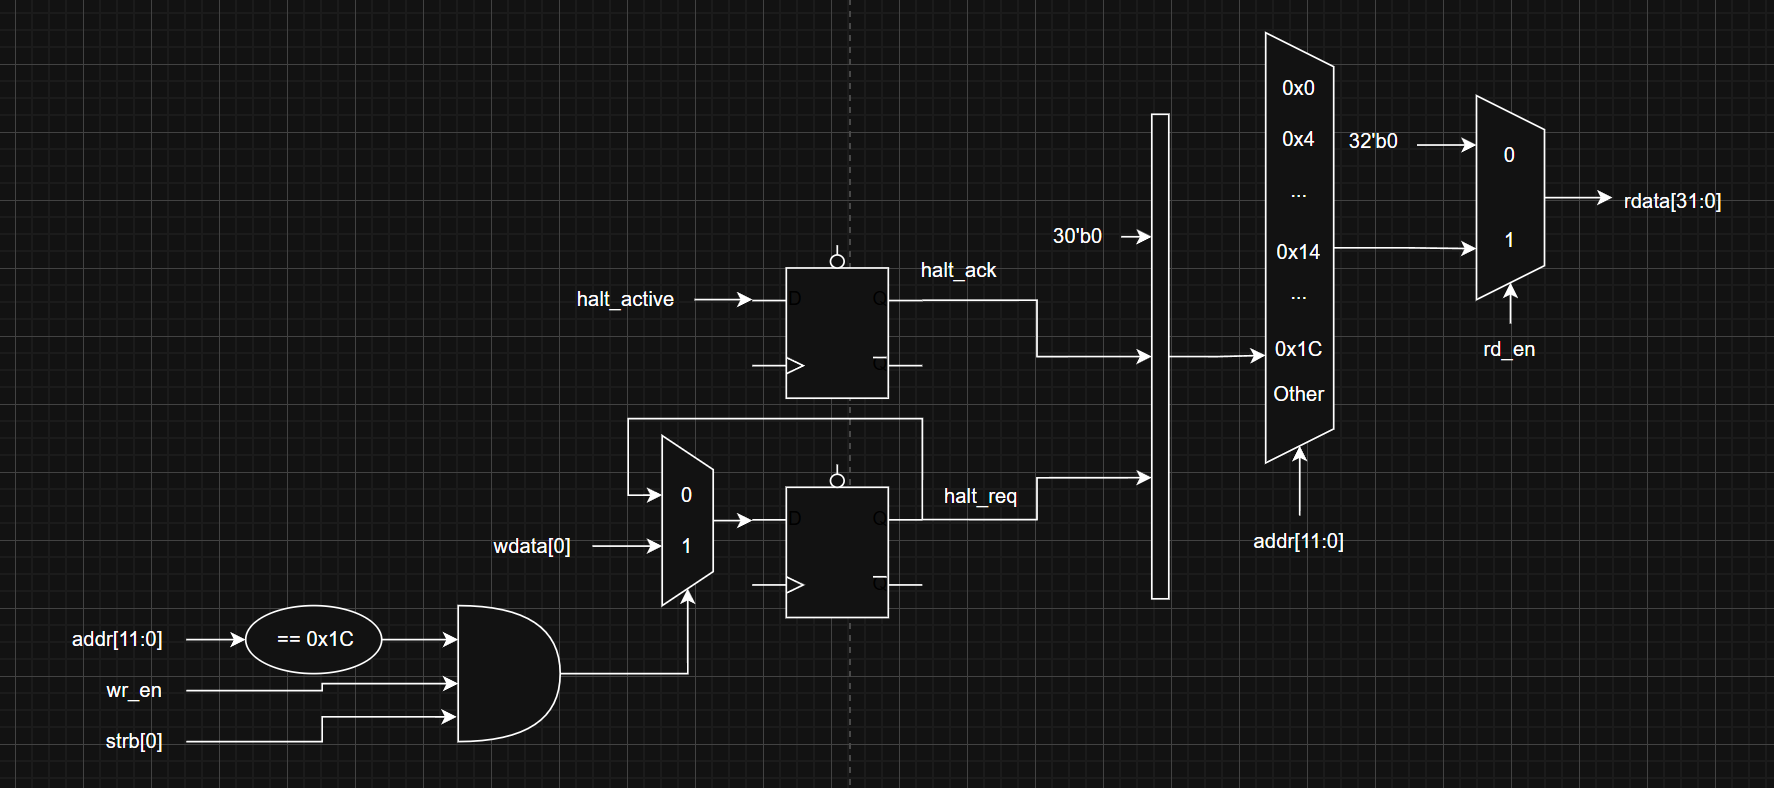 0x0
0x4
32'b0
0
...
rdata[31:0]
30'b0
0x14
1
halt_ack
halt_active
D
Q
...
0x1C
rd_en
Q
Other
0
halt_req
D
Q
wdata[0]
1
addr[11:0]
Q
addr[11:0]
== 0x1C
wr_en
strb[0]